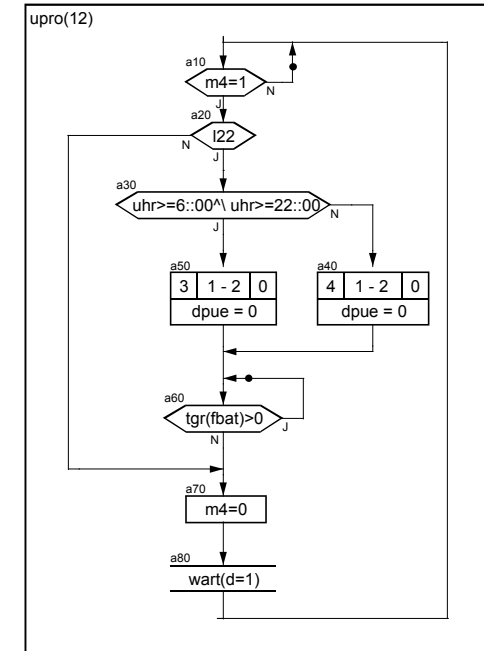 upro(12)
a10
m4=1
N
J
a20
l22
N
J
a30
uhr>=6::00^\ uhr>=22::00
N
J
a50
3 1 - 2 0
dpue = 0
a40
4 1 - 2 0
dpue = 0
a60
tgr(fbat)>0
J
N
a70
m4=0
a80
wart(d=1)